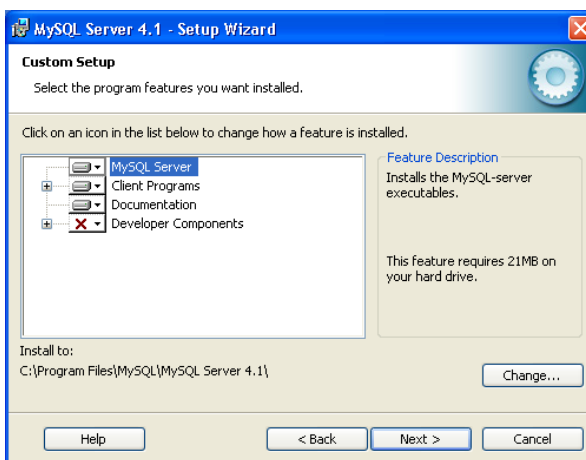 MySQL Server 4.1 - Setup Wizard
Custom Setup
Select the program features you want installed.
Click on an icon in the list below to change how a feature is installed.
MySQL Server
Client Programs
Documentation
Developer Components
Feature Description
Installs the MySQL-server
executables.
This feature requires 21MB on
your hard drive.
Install to:
C:\Program Files\MySQL\MySQL Server 4.1\
Change...
Help
< Back
Next >
Cancel